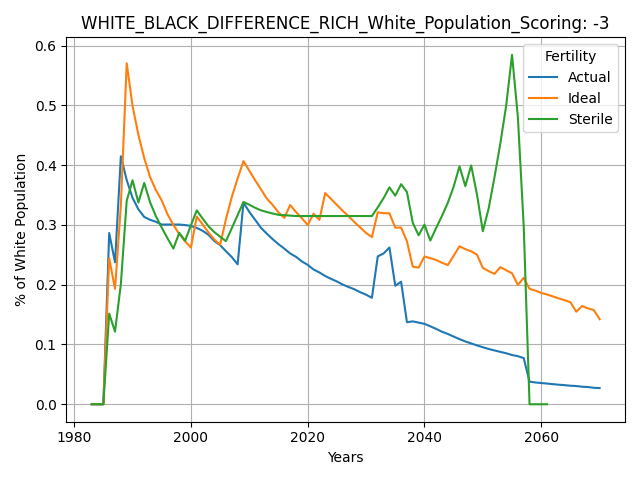 WHITE_BLACK_DIFFERENCE_RICH_White_Population_Scoring: -3
Fertility
Actual
Ideal
Sterile
% of White Population
0.6
0.5
0.4
0.3
0.2
0.1
0.0
1980
2000
2020
2040
2060
Years